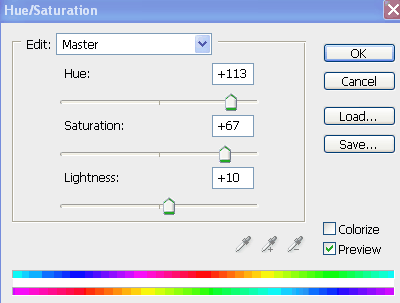 Hue/Saturation
Edit: Master
OK
Hue: +113
Cancel
Saturation: +67
Load...
Save...
Lightness: +10
Colorize
Preview